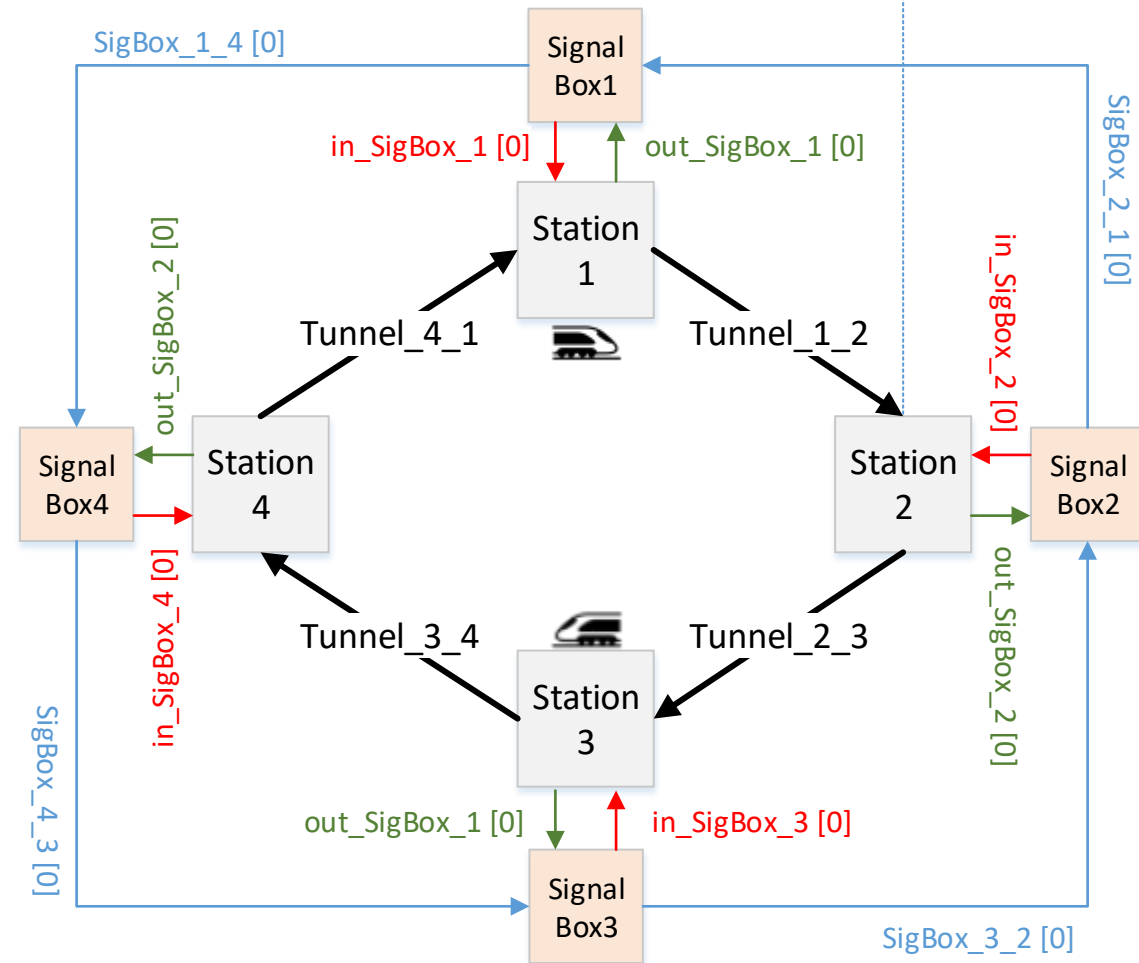 SigBox_1_4 [0]
Signal
Box1
SigBox_2_1 [0]
in_SigBox_1 [0]
out_SigBox_1 [0]
Station
1
out_SigBox_2 [0]
in_SigBox_2 [0]
Tunnel_4_1
Tunnel_1_2
Signal
Box4
Station
4
Station
2
Signal
Box2
in_SigBox_4 [0]
out_SigBox_2 [0]
Tunnel_3_4
Tunnel_2_3
Station
3
SigBox_4_3 [0]
out_SigBox_1 [0]
in_SigBox_3 [0]
Signal
Box3
SigBox_3_2 [0]